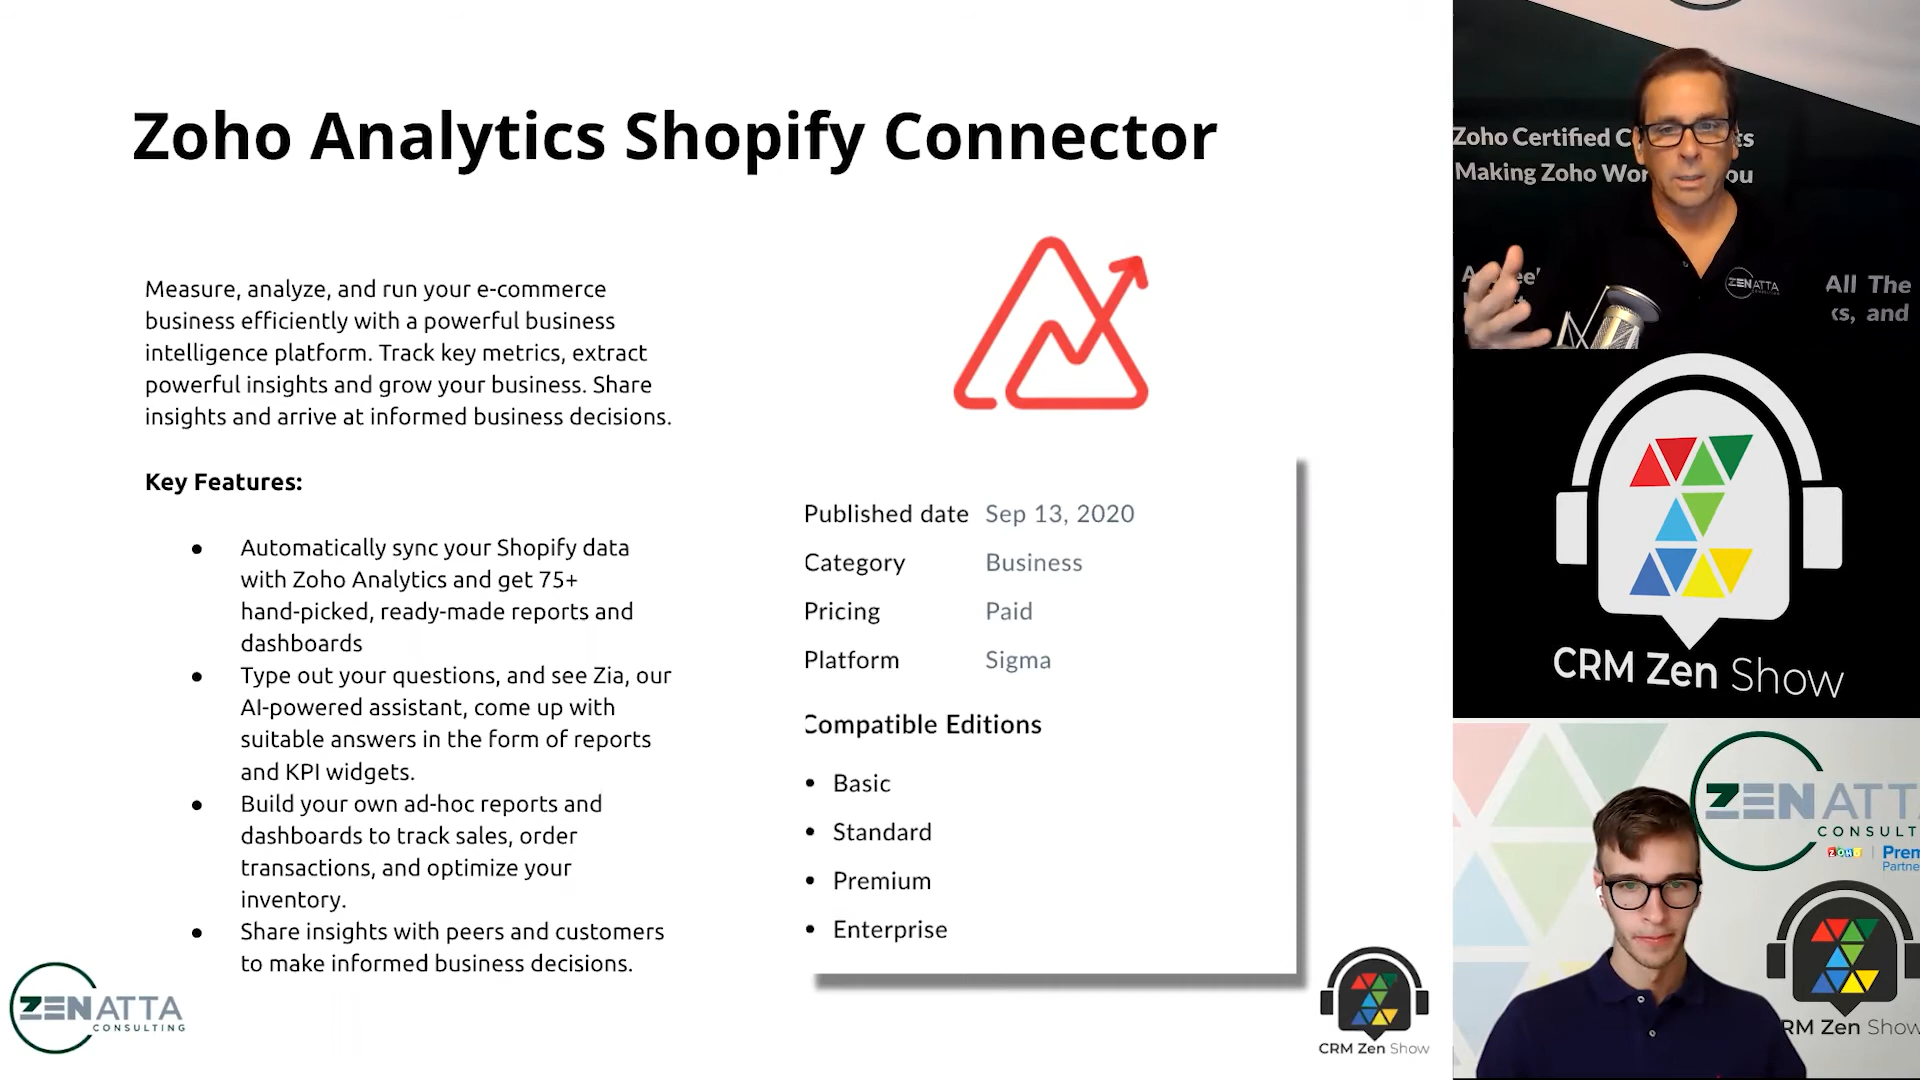 Zoho Analytics Shopify Connector
Measure, analyze, and run your e-commerce
business efficiently with a powerful business
intelligence platform. Track key metrics, extract
powerful insights and grow your business. Share
insights and arrive at informed business decisions.
Key Features:
● Automatically sync your Shopify data
with Zoho Analytics and get 75+
hand-picked, ready-made reports and
dashboards
● Type out your questions, and see Zia, our
AI-powered assistant, come up with
suitable answers in the form of reports
and KPI widgets.
● Build your own ad-hoc reports and
dashboards to track sales, order
transactions, and optimize your
inventory.
● Share insights with peers and customers
to make informed business decisions.
Published date Sep 13, 2020
Category Business
Pricing Paid
Platform Sigma
Compatible Editions
• Basic
• Standard
• Premium
• Enterprise
ZENATTA
CONSULTING
CRM Zen Show
Zoho Certified
Making Zoho
All The
and
ZENATTA
CRM Zen Show
ZENATT
CONSULT
ZOHO
Partne
RM Zen Show